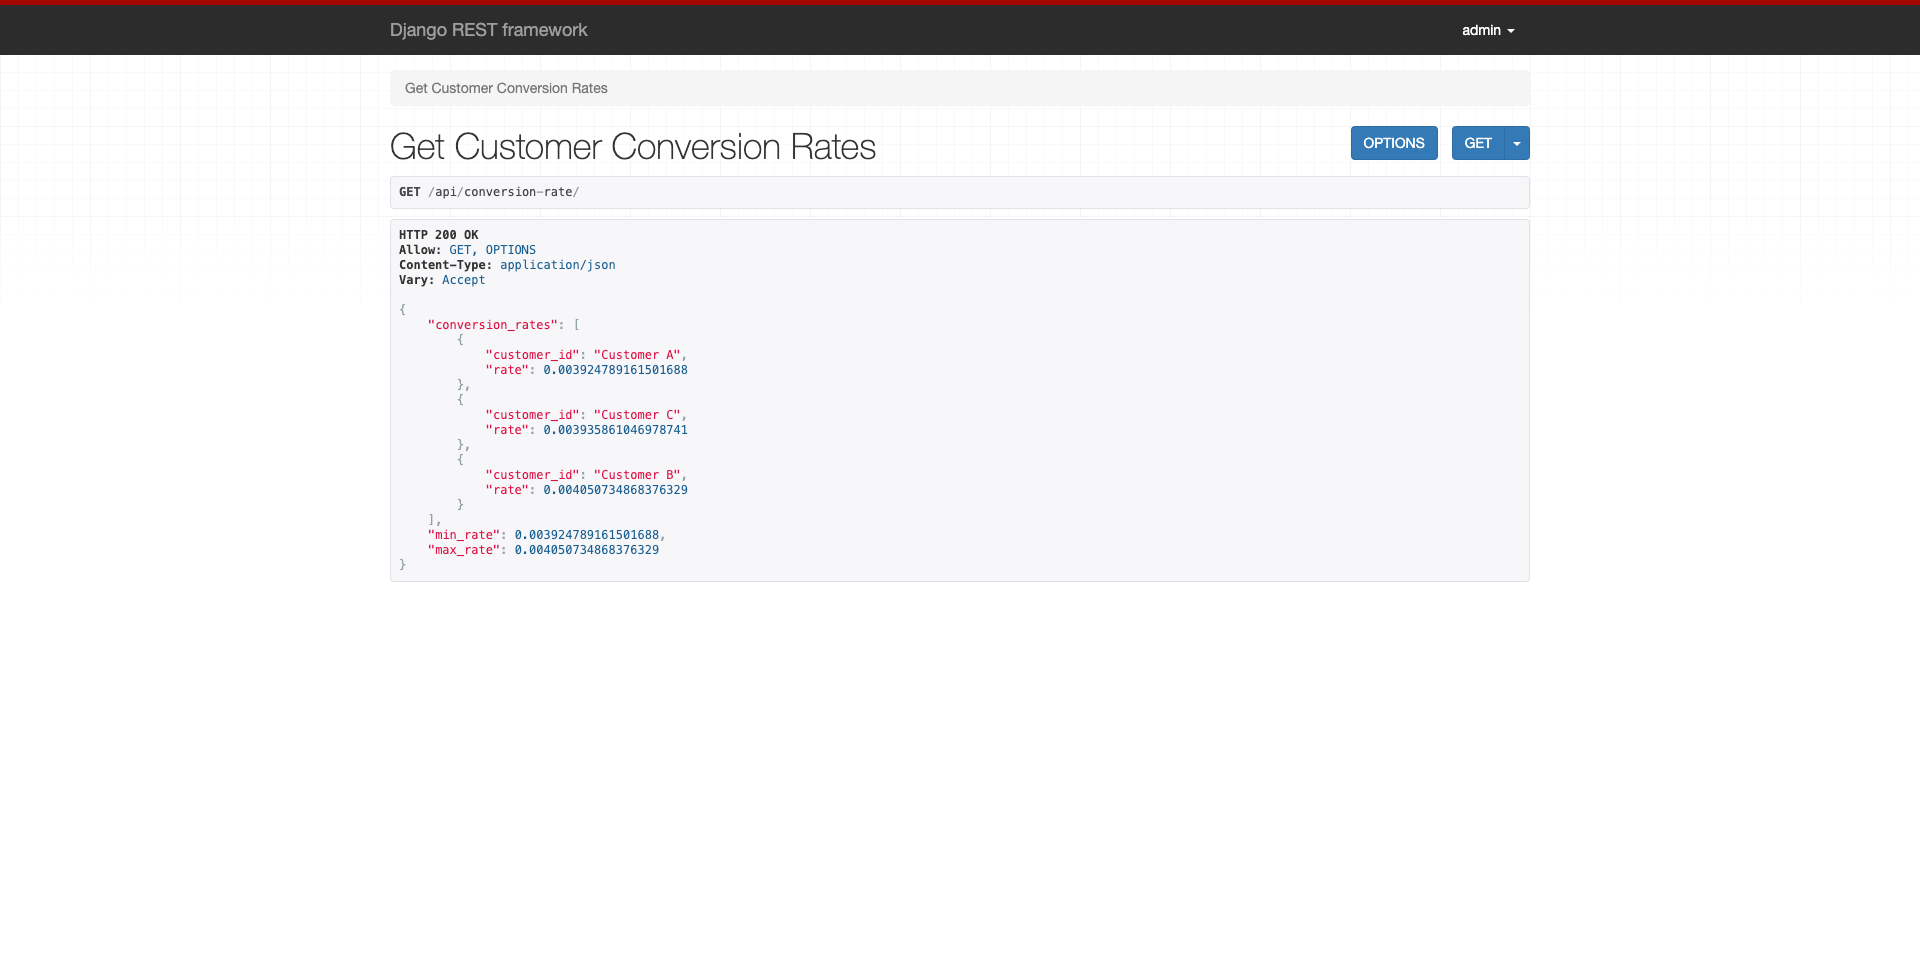 Django REST framework
admin
Get Customer Conversion Rates
Get Customer Conversion Rates
OPTIONS
GET
GET /api/conversion-rate/
HTTP 200 OK
Allow: GET, OPTIONS
Content-Type: application/json
Vary: Accept
{
    "conversion_rates": [
        {
            "customer_id": "Customer A",
            "rate": 0.003924789161501688
        },
        {
            "customer_id": "Customer C",
            "rate": 0.003935861046978741
        },
        {
            "customer_id": "Customer B",
            "rate": 0.004050734868376329
        }
    ],
    "min_rate": 0.003924789161501688,
    "max_rate": 0.004050734868376329
}